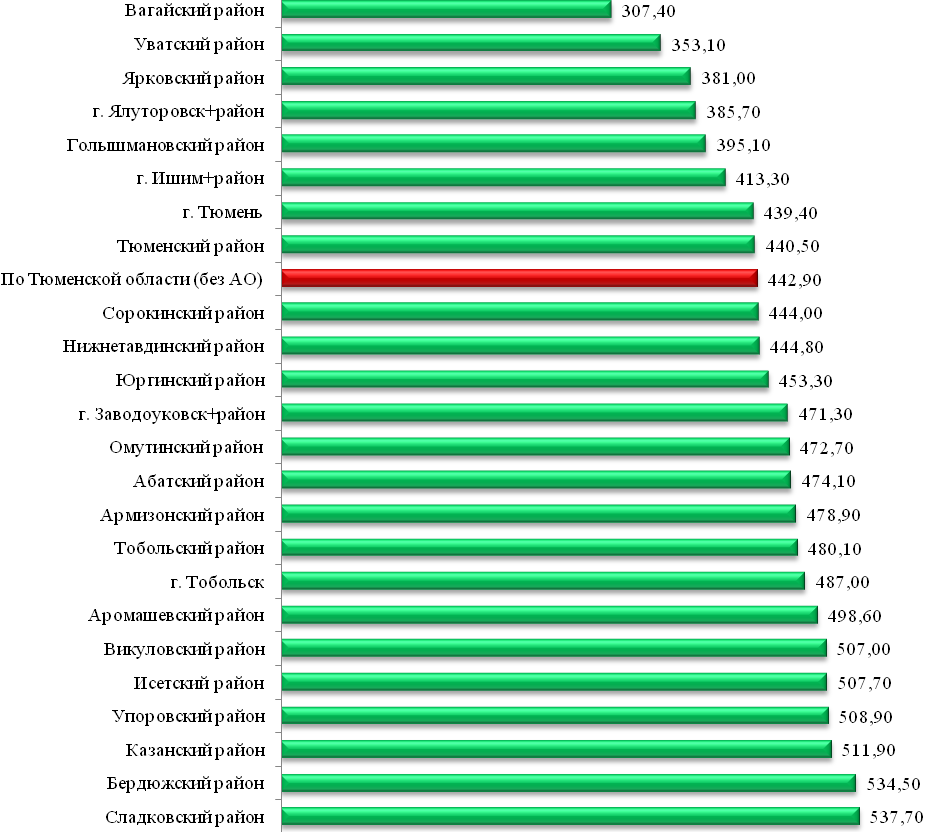 Вагайский район 307,40
Уватский район 353,10
Ярковский район 381,00
г. Ялуторовск+район 385,70
Голышмановский район 395,10
г. Ишим+район 413,30
г. Тюмень 439,40
Тюменский район 440,50
По Тюменской области (без АО) 442,90
Сорокинский район 444,00
Нижнетавдинский район 444,80
Юргинский район 453,30
г. Заводоуковск+район 471,30
Омутинский район 472,70
Абатский район 474,10
Армизонский район 478,90
Тобольский район 480,10
г. Тобольск 487,00
Аромашевский район 498,60
Викуловский район 507,00
Исетский район 507,70
Упоровский район 508,90
Казанский район 511,90
Бердюжский район 534,50
Сладковский район 537,70